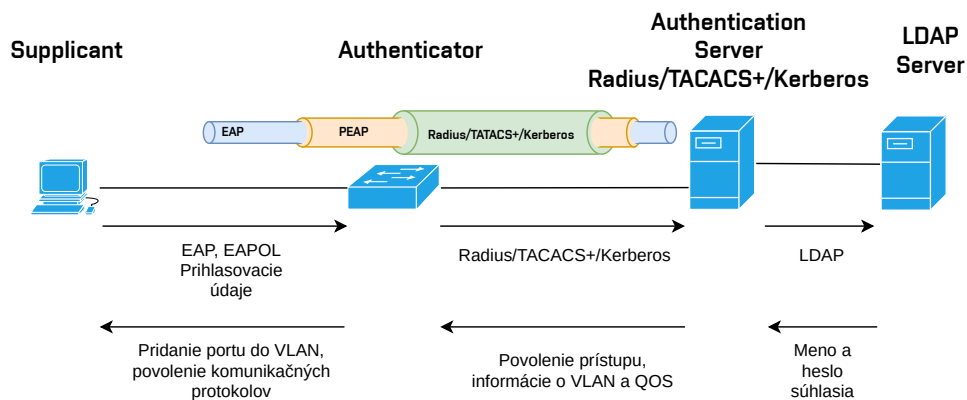 Supplicant
Authenticator
Authentication
Server
Radius/TACACS+/Kerberos
LDAP
Server
EAP
PEAP
Radius/TATACS+/Kerberos
EAP, EAPOL
Prihlasovacie
údaje
Radius/TACACS+/Kerberos
LDAP
Pridanie portu do VLAN,
povolenie komunikačných
protokolov
Povolenie prístupu,
informácie o VLAN a QOS
Meno a
heslo
súhlasia